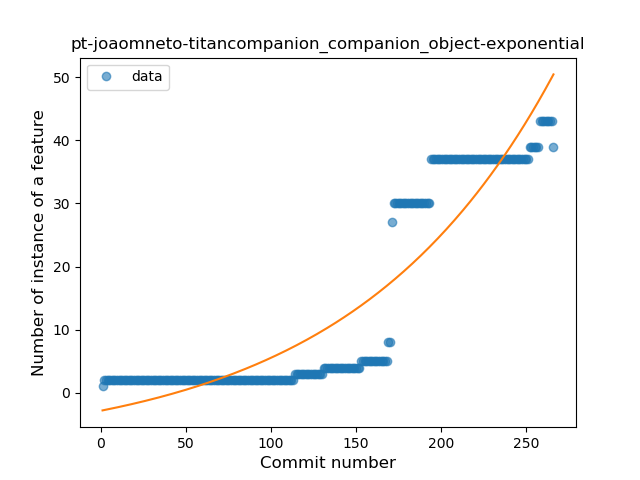 pt-joaomneto-titancompanion_companion_object-exponential
data
Number of instance of a feature
50
40
30
20
10
0
0 50 100 150 200 250
Commit number